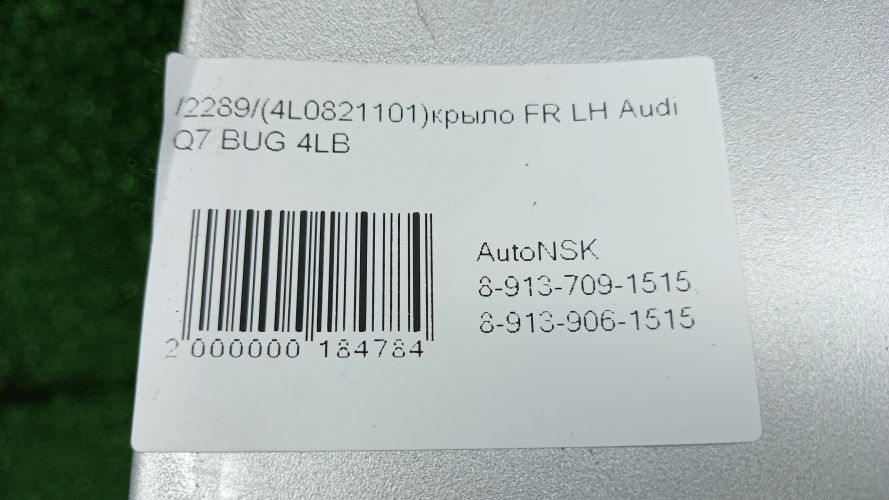 /2289/(4L0821101)крыло FR LH Audi
Q7 BUG 4LB
AutoNSK
8-913-709-1515
8-913-906-1515
2 000000 184784